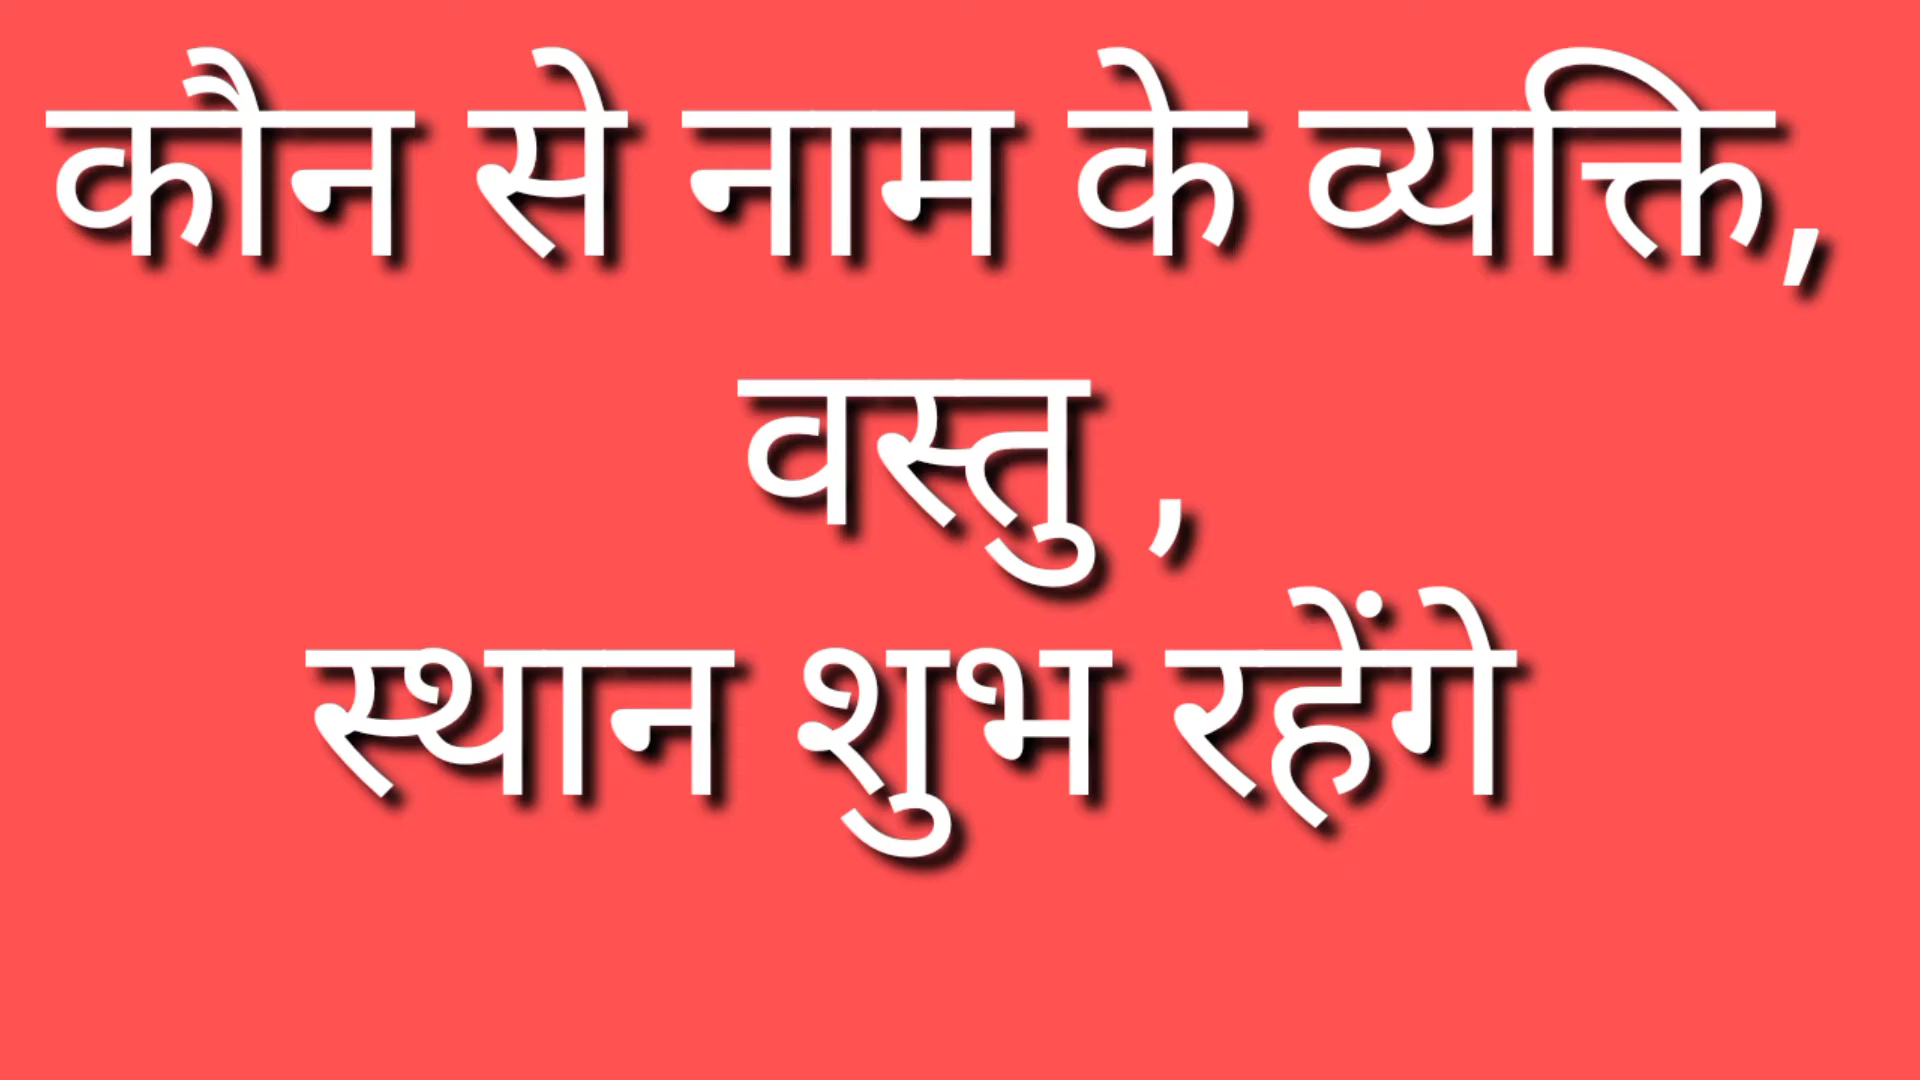 कौन से नाम के व्यक्ति,
वस्तु ,
स्थान शुभ रहेंगे